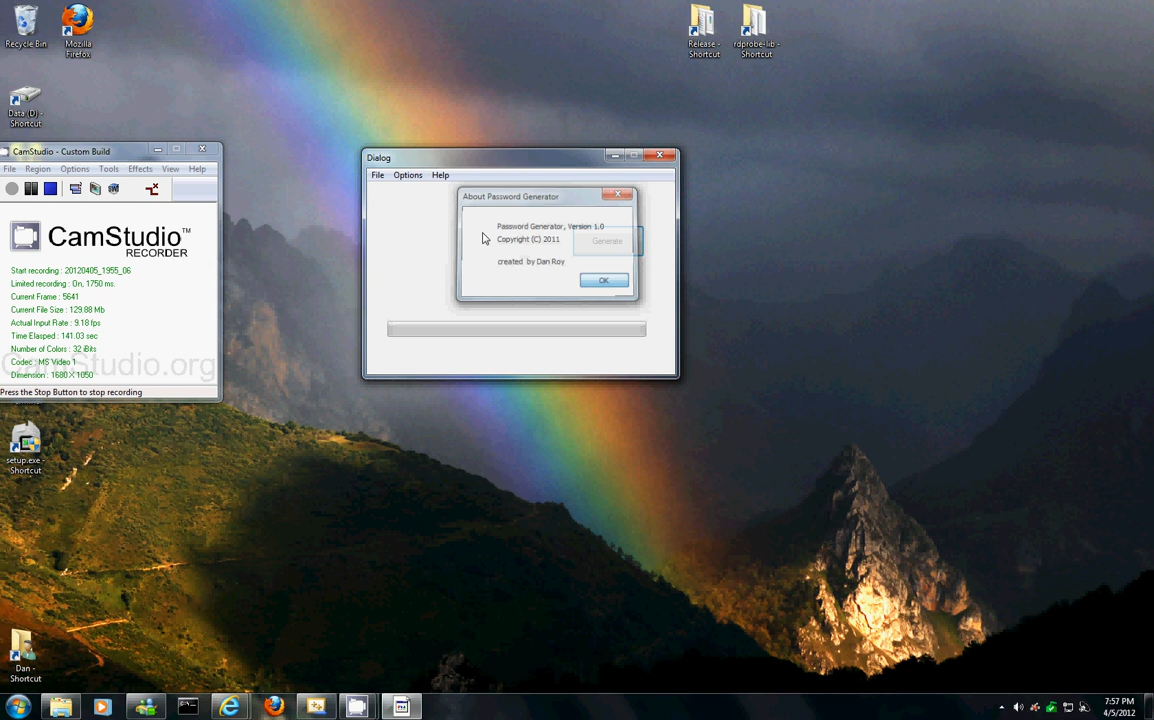 Recycle Bin
Mozilla
Firefox
Release -
Shortcut
rdprobe-lib -
Shortcut
Data (D) -
Shortcut
CamStudio - Custom Build
File Region Options Tools Effects View Help
CamStudio™
RECORDER
Start recording : 20120405_1955_06
Limited recording : On, 1750 ms.
Current Frame : 5641
Current File Size : 129.88 Mb
Actual Input Rate : 9.18 fps
Time Elasped : 141.03 sec
Number of Colors : 32 Bits
Codec : MS Video 1
Dimension : 1680 X 1050
CamStudio.org
Press the Stop Button to stop recording
Dialog
File Options Help
About Password Generator
Password Generator, Version 1.0
Copyright (C) 2011
Generate
created by Dan Roy
OK
setup.exe -
Shortcut
Dan -
Shortcut
7:57 PM
4/5/2012